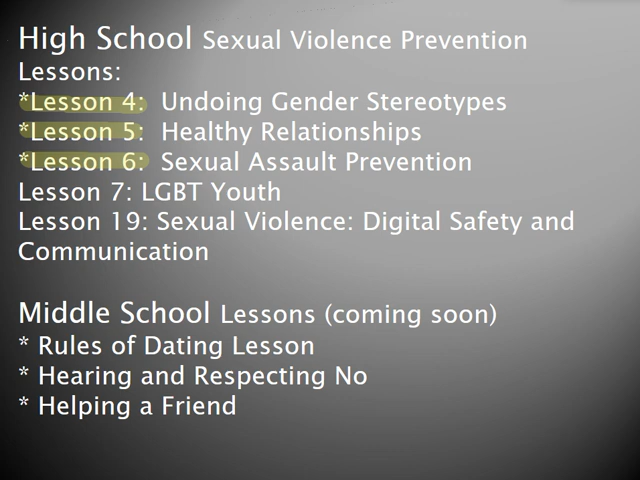 High School Sexual Violence Prevention
Lessons:
*Lesson 4:  Undoing Gender Stereotypes
*Lesson 5:  Healthy Relationships
*Lesson 6:  Sexual Assault Prevention
Lesson 7: LGBT Youth
Lesson 19: Sexual Violence: Digital Safety and
Communication
Middle School Lessons (coming soon)
* Rules of Dating Lesson
* Hearing and Respecting No
* Helping a Friend